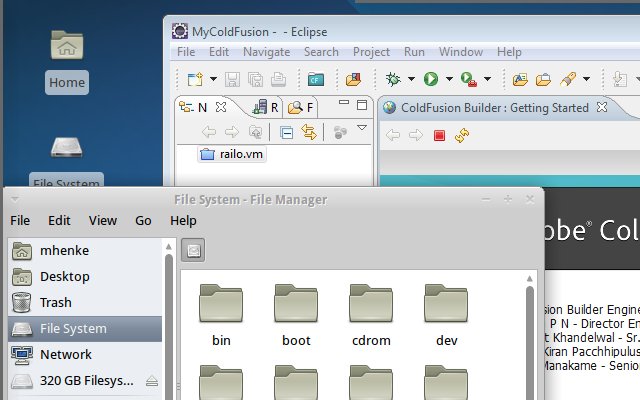 MyColdFusion - - Eclipse
File Edit Navigate Search Project Run Window Help
Home
N R F
ColdFusion Builder : Getting Started
railo.vm
File System
File System - File Manager
File Edit View Go Help
mhenke
Desktop
Trash
File System
Network
320 GB Filesys...
bin boot cdrom dev
obe® Col
sion Builder Engine
P N - Director En
t Khandelwal - Sr.
Kiran Pacchhipulus
Manakame - Senio